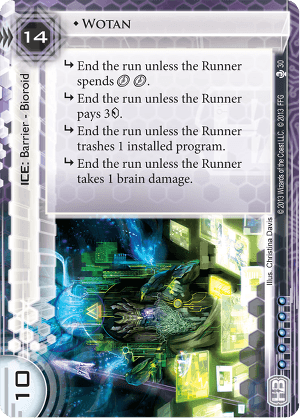 14
Wotan
End the run unless the Runner
spends
End the run unless the Runner
pays 3
End the run unless the Runner
trashes 1 installed program.
End the run unless the Runner
takes 1 brain damage.
ICE: Barrier - Bioroid
30
© 2013 Wizards of the Coast LLC. © 2013 FFG
Illus. Christina Davis
10
HB